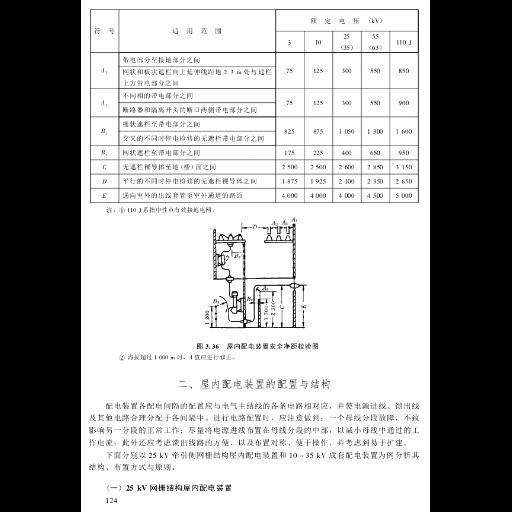 符 号
适 用 范 围
额 定 电 压 (kV)
3
10
25
(35)
55
(63)
110 J
A₁
带电部分至接地部分之间
网状和板状遮栏向上延伸线距地 2.3 m 处与遮栏
上方带电部分之间
75
125
300
550
850
A₂
不同相的带电部分之间
断路器和隔离开关的断口两侧带电部分之间
75
125
300
550
900
B₁
栅状遮栏至带电部分之间
交叉的不同时停电检修的无遮栏带电部分之间
825
875
1 050
1 300
1 600
B₂
网状遮栏至带电部分之间
175
225
400
650
950
C
无遮栏裸导体至地(楼)面之间
2 500
2 500
2 600
2 850
3 150
D
平行的不同时停电检修的无遮栏裸导体之间
1 875
1 925
2 100
2 350
2 650
E
通向室外的出线套管至室外通道的路面
4 000
4 000
4 000
4 500
5 000
注:① 110 J系指中性点有效接地电网。
D
A₂ A₁ A₁
B₁
C
E
1 200
图 3.36 屋内配电装置安全净距校验图
② 海拔超过 1 000 m 时,A值应进行修正。
二、屋内配电装置的配置与结构
配电装置各配电间隔的配置应与电气主结线的各条电路相对应,并使电源进线、馈出线
及其他电路合理分配于各间隔中。进行电路配置时,应注意做到:一个母线分段故障,不致
影响另一分段的正常工作;尽量将电源进线布置在母线分段的中部,以减小母线中通过的工
作电流;此外还应考虑馈出线路的方便,以及布置对称、便于操作,并考虑到易于扩建。
下面分别以 25 kV 牵引侧网栅结构屋内配电装置和 10~35 kV 成套配电装置为例分析其
结构、布置方式与原则。
(一)25 kV 网栅结构屋内配电装置
124